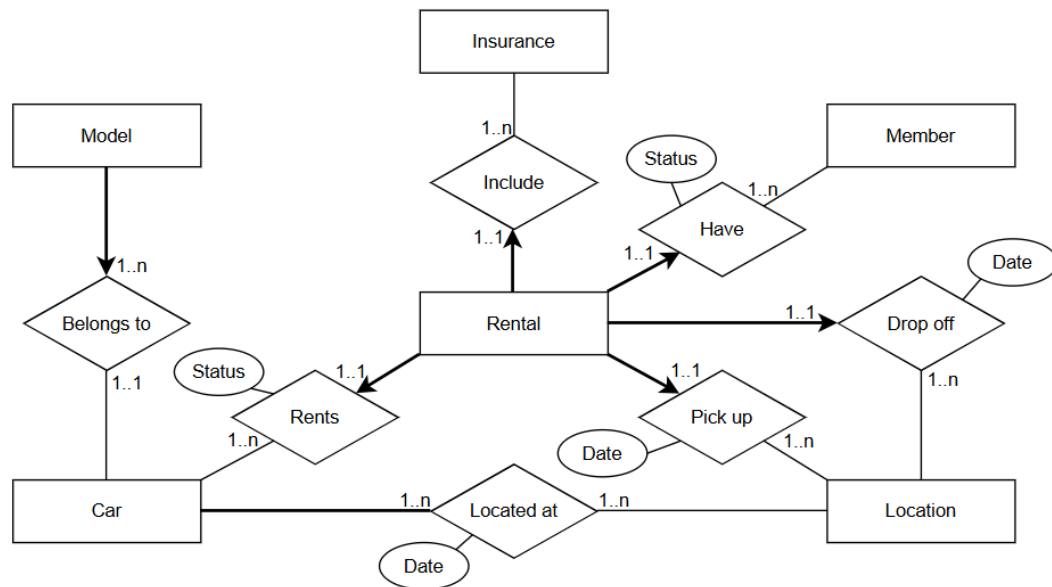 Insurance
Model
Member
1..n
Status
Include
1..n
Have
1..1
1..1
Date
1..n
Rental
1..1
Drop off
Belongs to
Status
1..1
1..1
1..1
1..n
Rents
Pick up
1..n
Date
1..n
Car
1..n
Located at
1..n
Location
Date